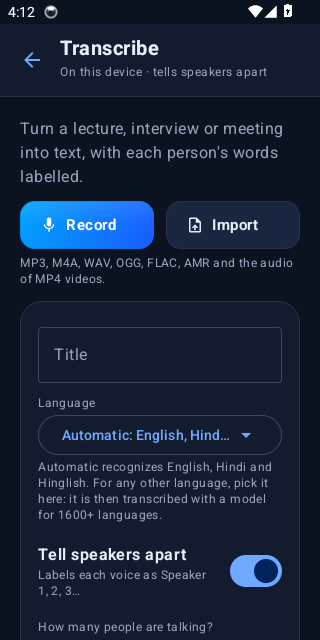 4:12
Transcribe
On this device · tells speakers apart
Turn a lecture, interview or meeting
into text, with each person's words
labelled.
Record
Import
MP3, M4A, WAV, OGG, FLAC, AMR and the audio
of MP4 videos.
Title
Language
Automatic: English, Hind...
Automatic recognizes English, Hindi and
Hinglish. For any other language, pick it
here: it is then transcribed with a model
for 1600+ languages.
Tell speakers apart
Labels each voice as Speaker
1, 2, 3…
How many people are talking?